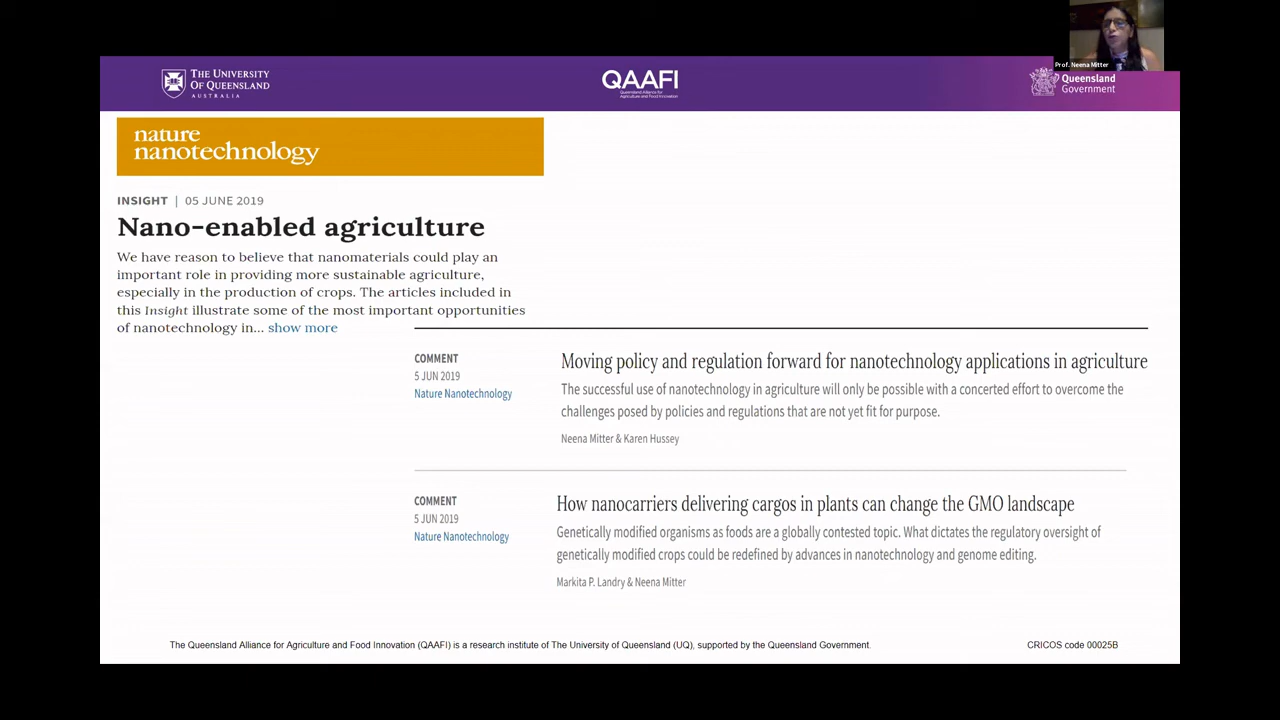 Prof. Neena Mitter
THE UNIVERSITY
OF QUEENSLAND
AUSTRALIA
QAAFI
Queensland Alliance for
Agriculture and Food Innovation
Queensland
Government
nature
nanotechnology
INSIGHT | 05 JUNE 2019
Nano-enabled agriculture
We have reason to believe that nanomaterials could play an
important role in providing more sustainable agriculture,
especially in the production of crops. The articles included in
this Insight illustrate some of the most important opportunities
of nanotechnology in... show more
COMMENT
5 JUN 2019
Nature Nanotechnology
Moving policy and regulation forward for nanotechnology applications in agriculture
The successful use of nanotechnology in agriculture will only be possible with a concerted effort to overcome the
challenges posed by policies and regulations that are not yet fit for purpose.
Neena Mitter & Karen Hussey
COMMENT
5 JUN 2019
Nature Nanotechnology
How nanocarriers delivering cargos in plants can change the GMO landscape
Genetically modified organisms as foods are a globally contested topic. What dictates the regulatory oversight of
genetically modified crops could be redefined by advances in nanotechnology and genome editing.
Markita P. Landry & Neena Mitter
The Queensland Alliance for Agriculture and Food Innovation (QAAFI) is a research institute of The University of Queensland (UQ), supported by the Queensland Government.
CRICOS code 00025B